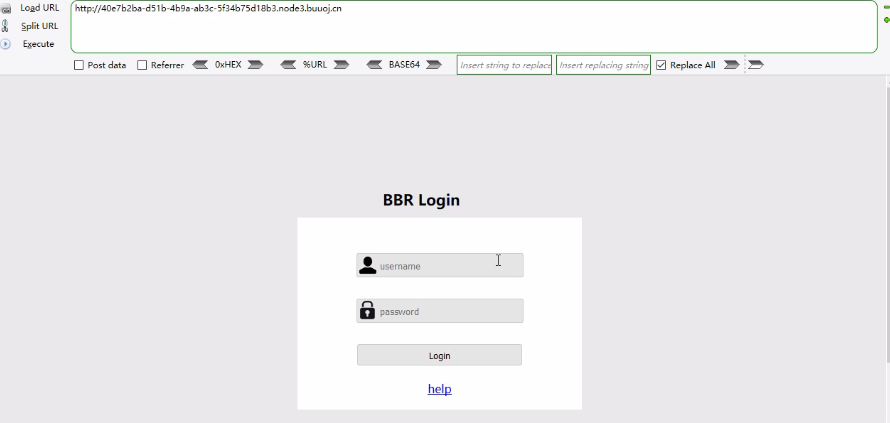 Load URL
http://40e7b2ba-d51b-4b9a-ab3c-5f34b75d18b3.node3.buuoj.cn
Split URL
Execute
Post data Referrer 0xHEX %URL BASE64 Insert string to replace Insert replacing string Replace All
BBR Login
username
password
Login
help